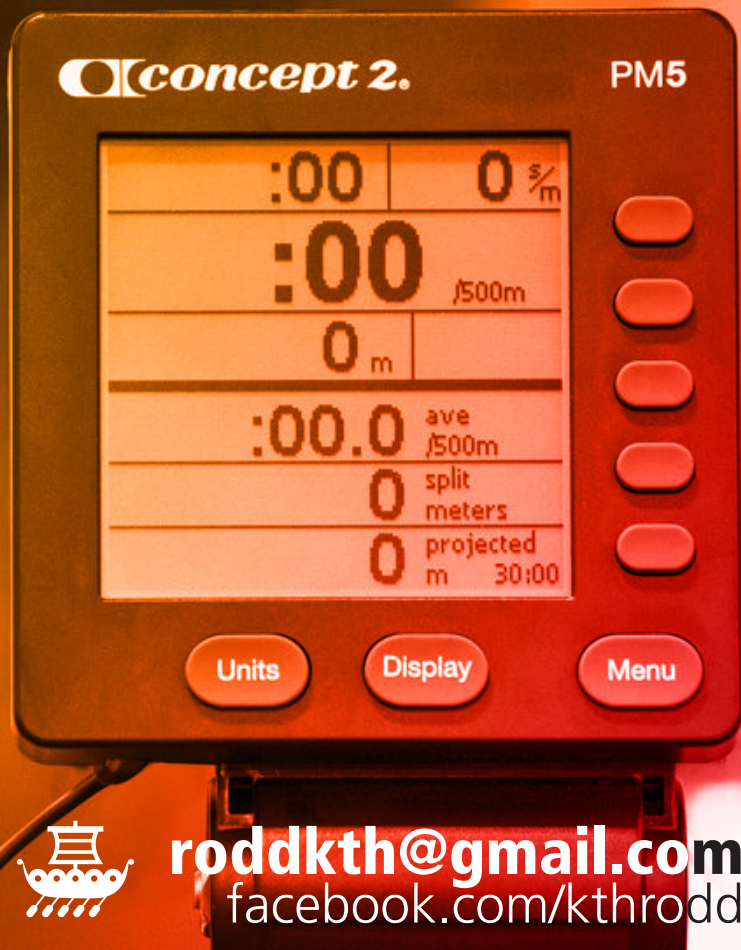 concept 2®
PM5
:00 0 s/m
:00 /500m
0 m
:00.0 ave /500m
0 split meters
0 projected m 30:00
Units Display Menu
roddkth@gmail.com
facebook.com/kthrodd